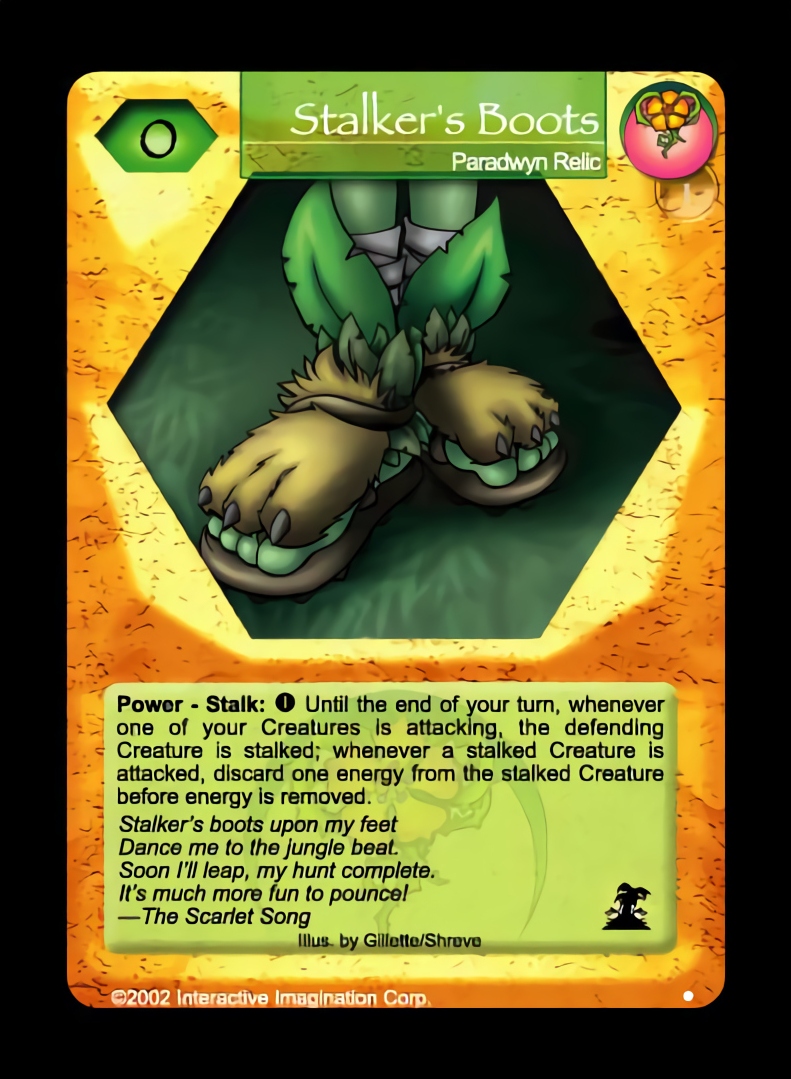 0
Stalker's Boots
Paradwyn Relic
1
Power - Stalk: 1 Until the end of your turn, whenever
one of your Creatures is attacking, the defending
Creature is stalked; whenever a stalked Creature is
attacked, discard one energy from the stalked Creature
before energy is removed.
Stalker's boots upon my feet
Dance me to the jungle beat.
Soon I'll leap, my hunt complete.
It's much more fun to pounce!
—The Scarlet Song
Illus. by Gillette/Shreve
©2002 Interactive Imagination Corp.